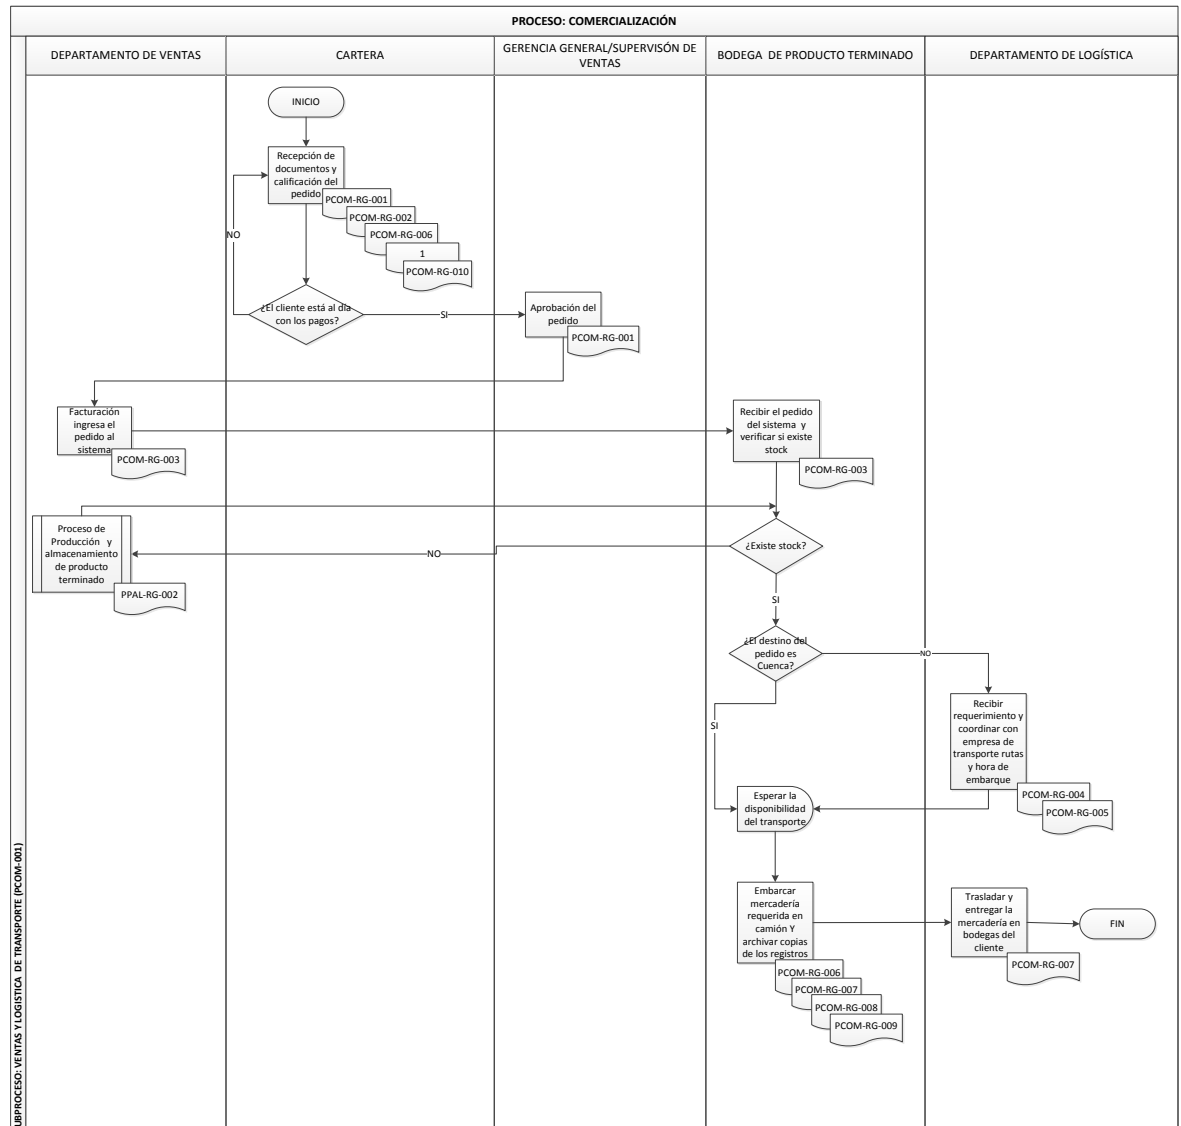 PROCESO: COMERCIALIZACIÓN
DEPARTAMENTO DE VENTAS
CARTERA
GERENCIA GENERAL/SUPERVISÓN DE
VENTAS
BODEGA DE PRODUCTO TERMINADO
DEPARTAMENTO DE LOGÍSTICA
INICIO
Recepción de
documentos y
calificación del
pedido
PCOM-RG-001
PCOM-RG-002
PCOM-RG-006
1
PCOM-RG-010
NO
¿El cliente está al día
con los pagos?
SI
Aprobación del
pedido
PCOM-RG-001
Facturación
ingresa el
pedido al
sistema
PCOM-RG-003
Recibir el pedido
del sistema y
verificar si existe
stock
PCOM-RG-003
Proceso de
Producción y
almacenamiento
de producto
terminado
PPAL-RG-002
NO
¿Existe stock?
SI
¿El destino del
pedido es
Cuenca?
NO
SI
Recibir
requerimiento y
coordinar con
empresa de
transporte rutas
y hora de
embarque
PCOM-RG-004
PCOM-RG-005
Esperar la
disponibilidad
del transporte
Embarcar
mercadería
requerida en
camión Y
archivar copias
de los registros
PCOM-RG-006
PCOM-RG-007
PCOM-RG-008
PCOM-RG-009
Trasladar y
entregar la
mercadería en
bodegas del
cliente
PCOM-RG-007
FIN
UBPROCESO: VENTAS Y LOGISTICA DE TRANSPORTE (PCOM-001)